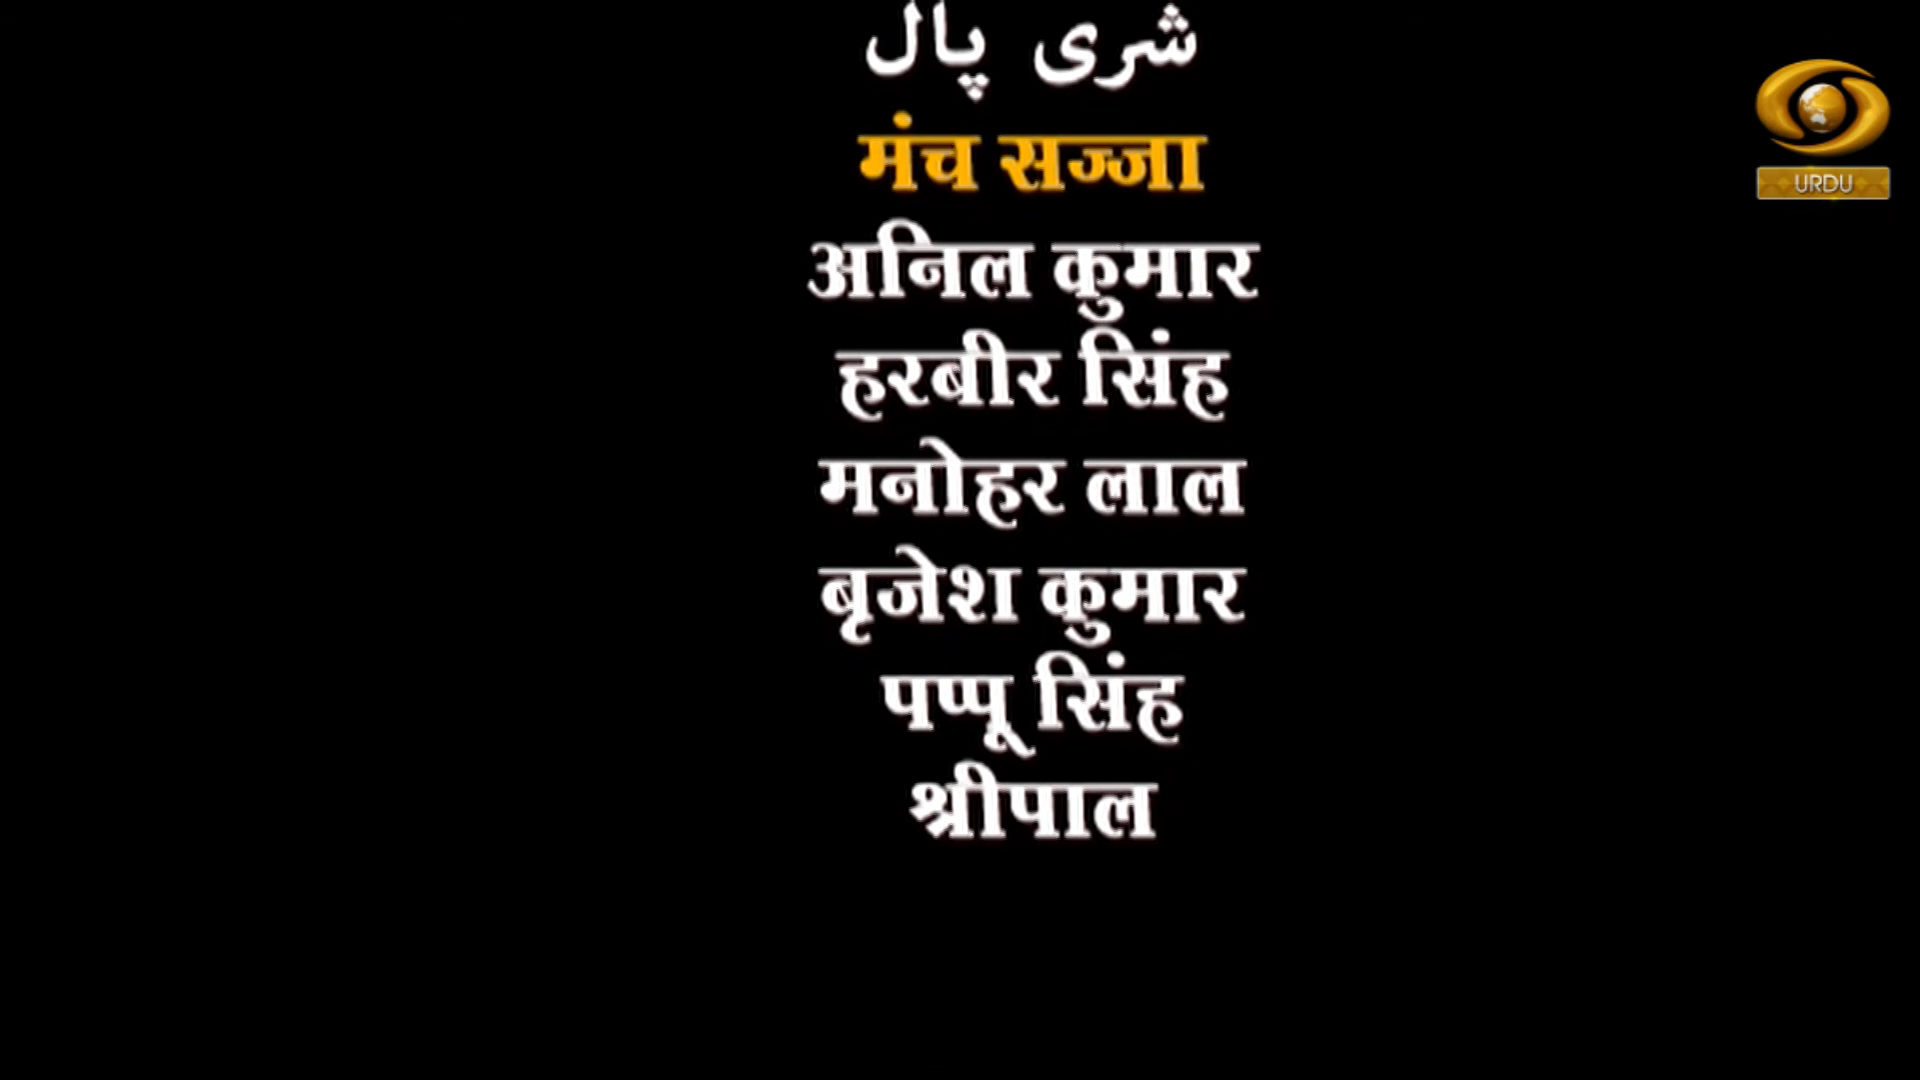 شری پال
मंच सज्जा
अनिल कुमार
हरबीर सिंह
मनोहर लाल
बृजेश कुमार
पप्पू सिंह
श्रीपाल
URDU